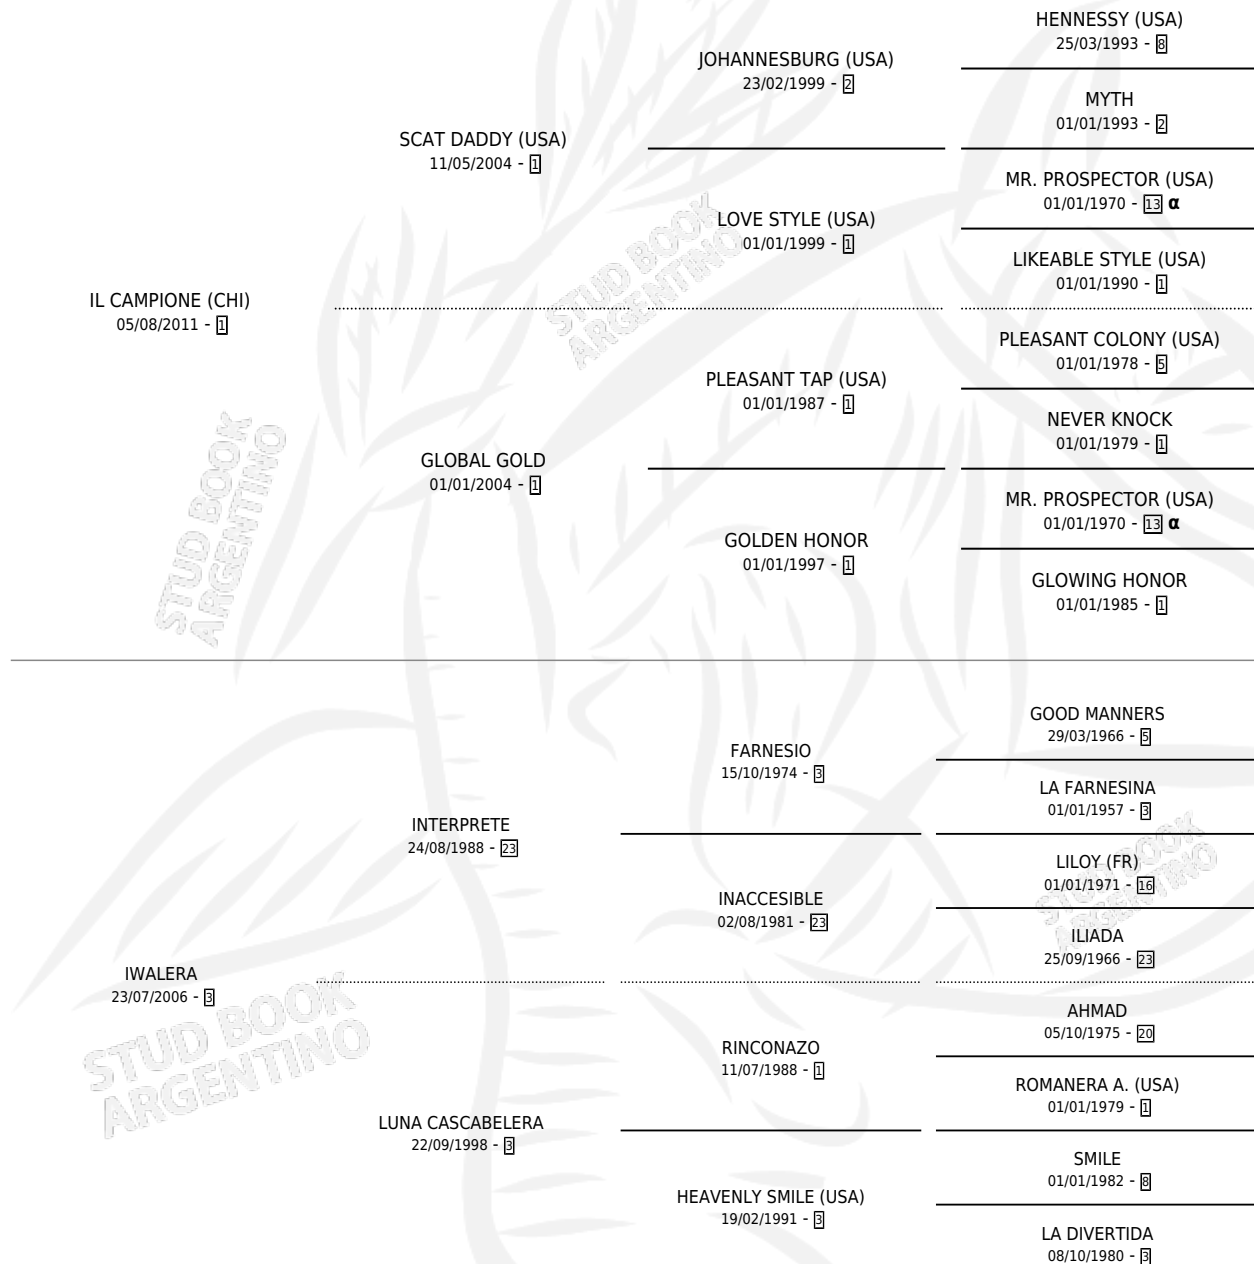 HENNESSY (USA)
25/03/1993 - 8
JOHANNESBURG (USA)
23/02/1999 - 2
MYTH
01/01/1993 - 2
SCAT DADDY (USA)
11/05/2004 - 1
MR. PROSPECTOR (USA)
01/01/1970 - 13 α
LOVE STYLE (USA)
01/01/1999 - 1
LIKEABLE STYLE (USA)
01/01/1990 - 1
IL CAMPIONE (CHI)
05/08/2011 - 1
PLEASANT COLONY (USA)
01/01/1978 - 5
PLEASANT TAP (USA)
01/01/1987 - 1
NEVER KNOCK
01/01/1979 - 1
GLOBAL GOLD
01/01/2004 - 1
MR. PROSPECTOR (USA)
01/01/1970 - 13 α
GOLDEN HONOR
01/01/1997 - 1
GLOWING HONOR
01/01/1985 - 1
GOOD MANNERS
29/03/1966 - 5
FARNESIO
15/10/1974 - 3
LA FARNESINA
01/01/1957 - 3
INTERPRETE
24/08/1988 - 23
LILOY (FR)
01/01/1971 - 16
INACCESIBLE
02/08/1981 - 23
ILIADA
25/09/1966 - 23
IWALERA
23/07/2006 - 3
AHMAD
05/10/1975 - 20
RINCONAZO
11/07/1988 - 1
ROMANERA A. (USA)
01/01/1979 - 1
LUNA CASCABELERA
22/09/1998 - 3
SMILE
01/01/1982 - 8
HEAVENLY SMILE (USA)
19/02/1991 - 3
LA DIVERTIDA
08/10/1980 - 3
STUD BOOK
ARGENTINO
STUD BOOK
ARGENTINO
STUD BOOK
ARGENTINO
STUD BOOK
ARGENTINO